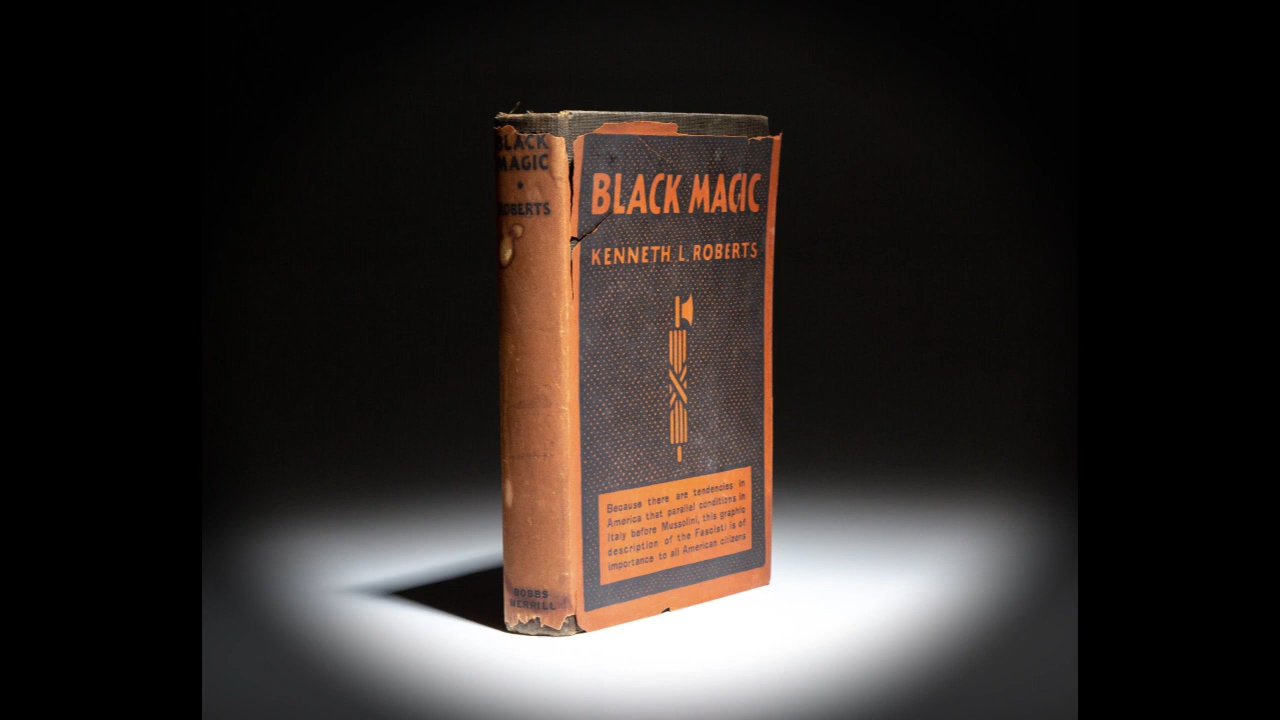 BLACK
MAGIC
ROBERTS
BOBBS
MERRILL
BLACK MAGIC
KENNETH L. ROBERTS
Because there are tendencies in
America that parallel conditions in
Italy before Mussolini, this graphic
description of the Fascisti is of
importance to all American citizens